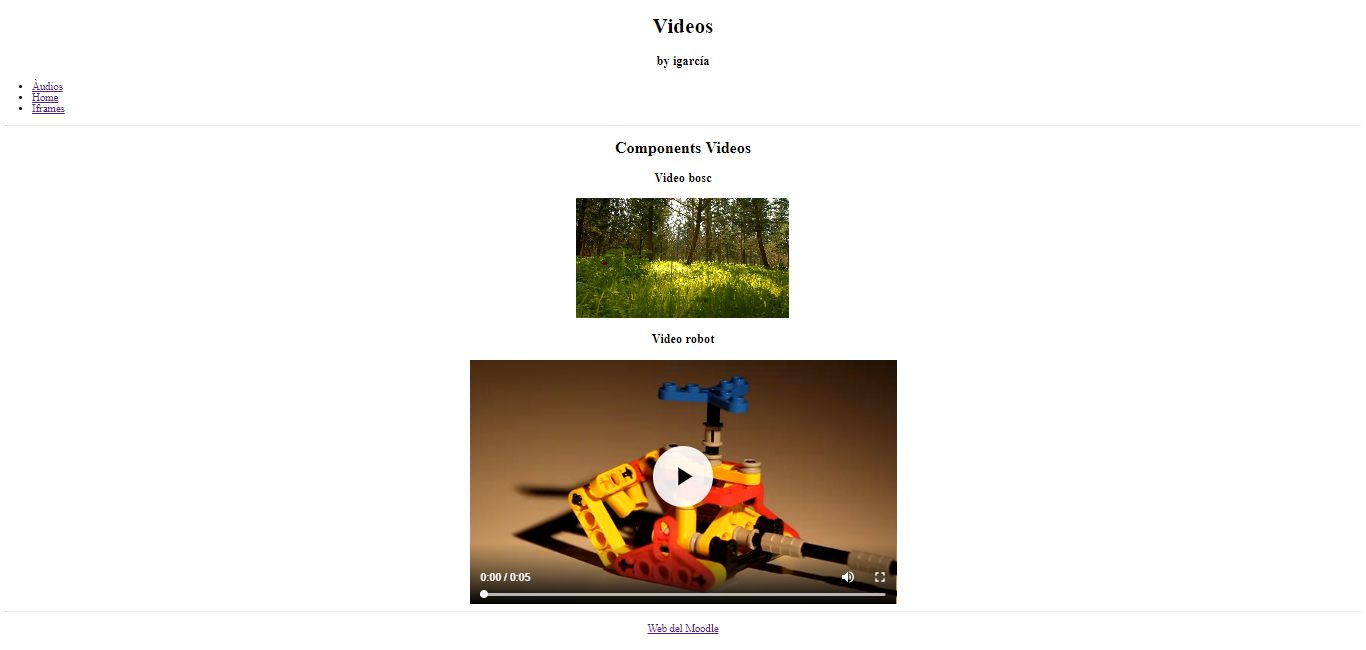 Videos
by igarcía
Àudios
Home
Iframes
Components Videos
Video bosc
Video robot
0:00 / 0:05
Web del Moodle